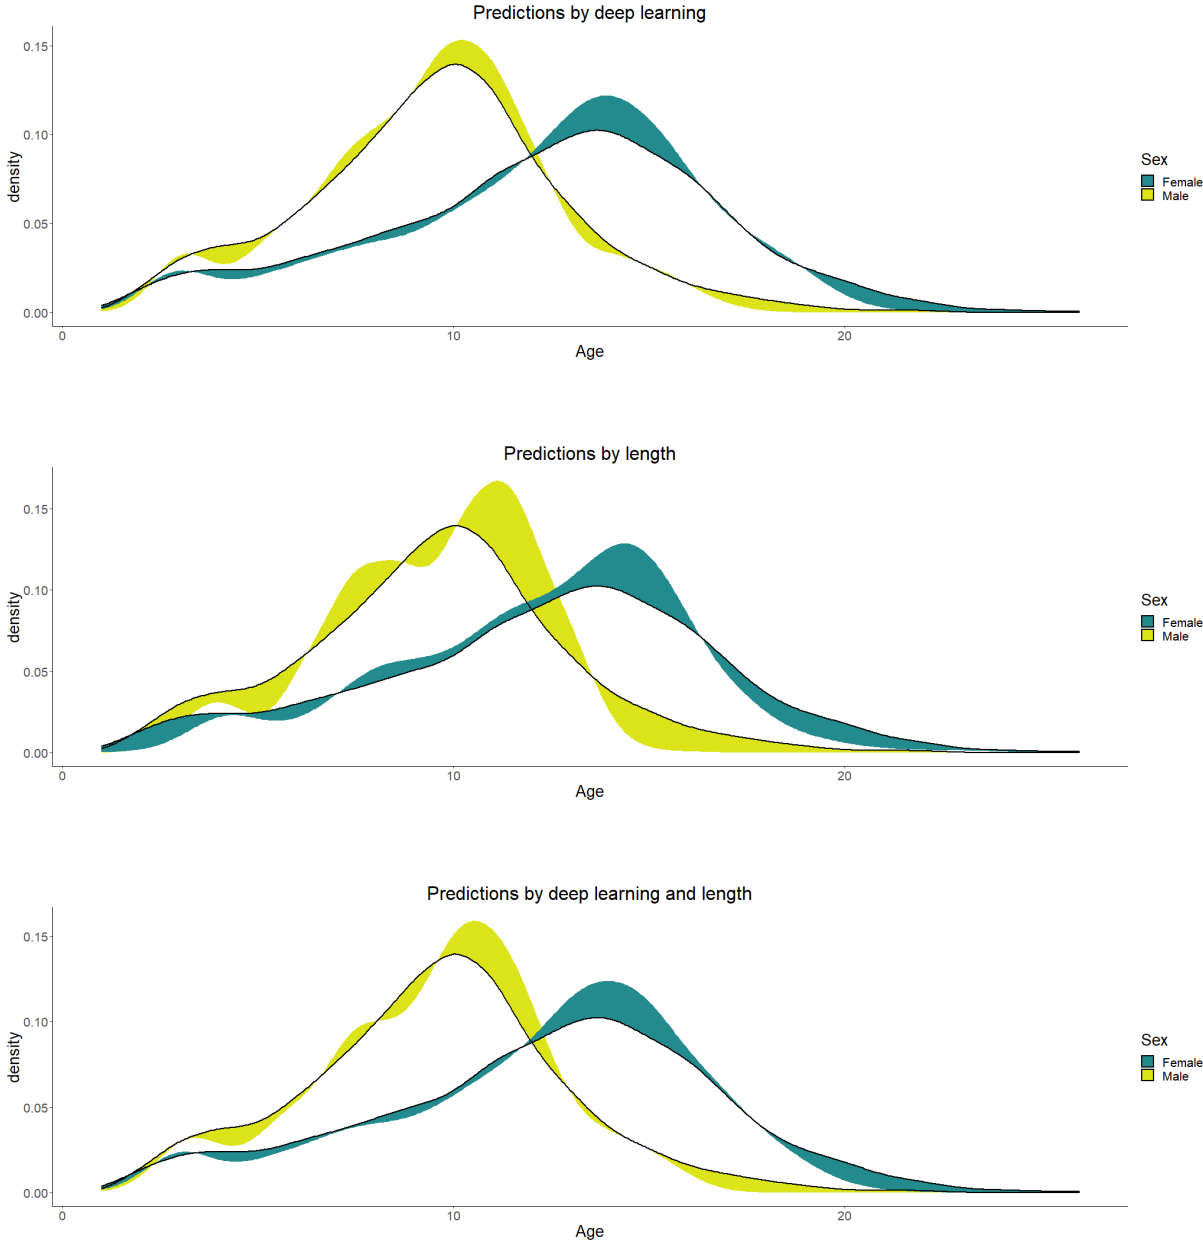 Predictions by deep learning
0.15
0.10
0.05
0.00
density
0 10 20
Age
Sex
Female
Male
Predictions by length
0.15
0.10
0.05
0.00
density
0 10 20
Age
Sex
Female
Male
Predictions by deep learning and length
0.15
0.10
0.05
0.00
density
0 10 20
Age
Sex
Female
Male